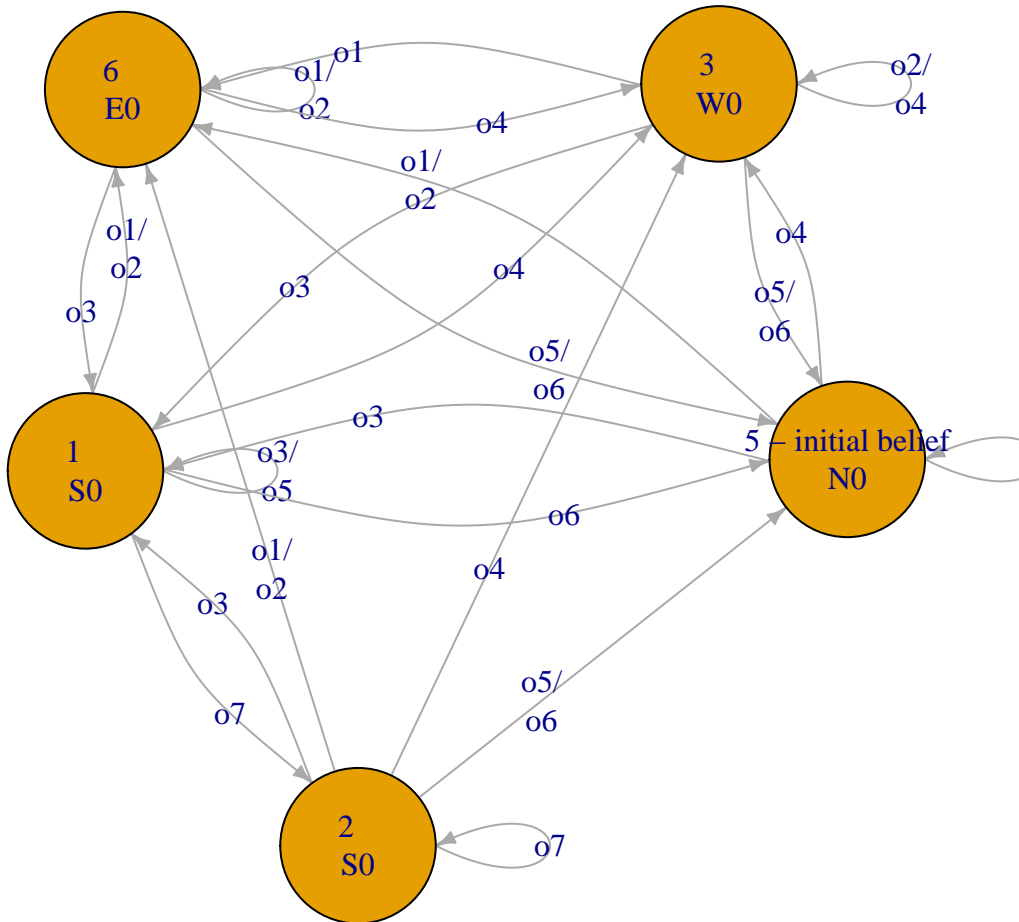 6
E0
3
W0
o1
o1/
o2
o4
o2/
o4
o1/
o2
o1/
o2
o4
o3
o4
o3
o5/
o6
o5/
o6
o3
1
S0
o3/
o5
5 – initial belief
N0
o6
o1/
o2
o4
o3
o7
o5/
o6
2
S0
o7